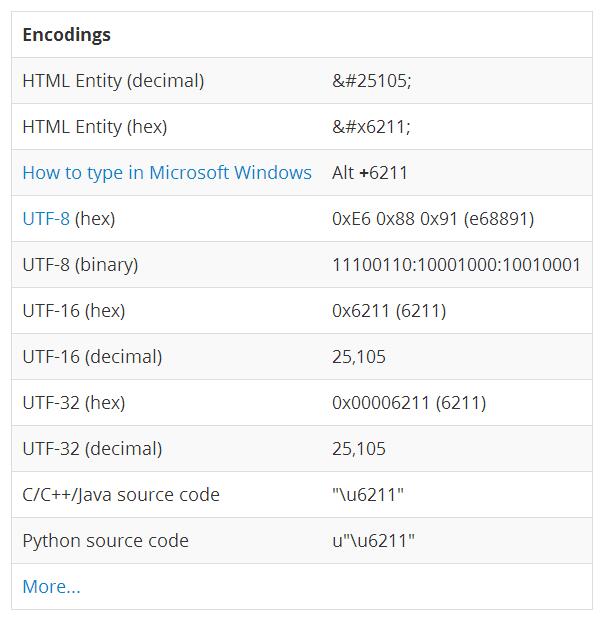 Encodings
HTML Entity (decimal) &#25105;
HTML Entity (hex) &#x6211;
How to type in Microsoft Windows Alt +6211
UTF-8 (hex) 0xE6 0x88 0x91 (e68891)
UTF-8 (binary) 11100110:10001000:10010001
UTF-16 (hex) 0x6211 (6211)
UTF-16 (decimal) 25,105
UTF-32 (hex) 0x00006211 (6211)
UTF-32 (decimal) 25,105
C/C++/Java source code "\u6211"
Python source code u"\u6211"
More...